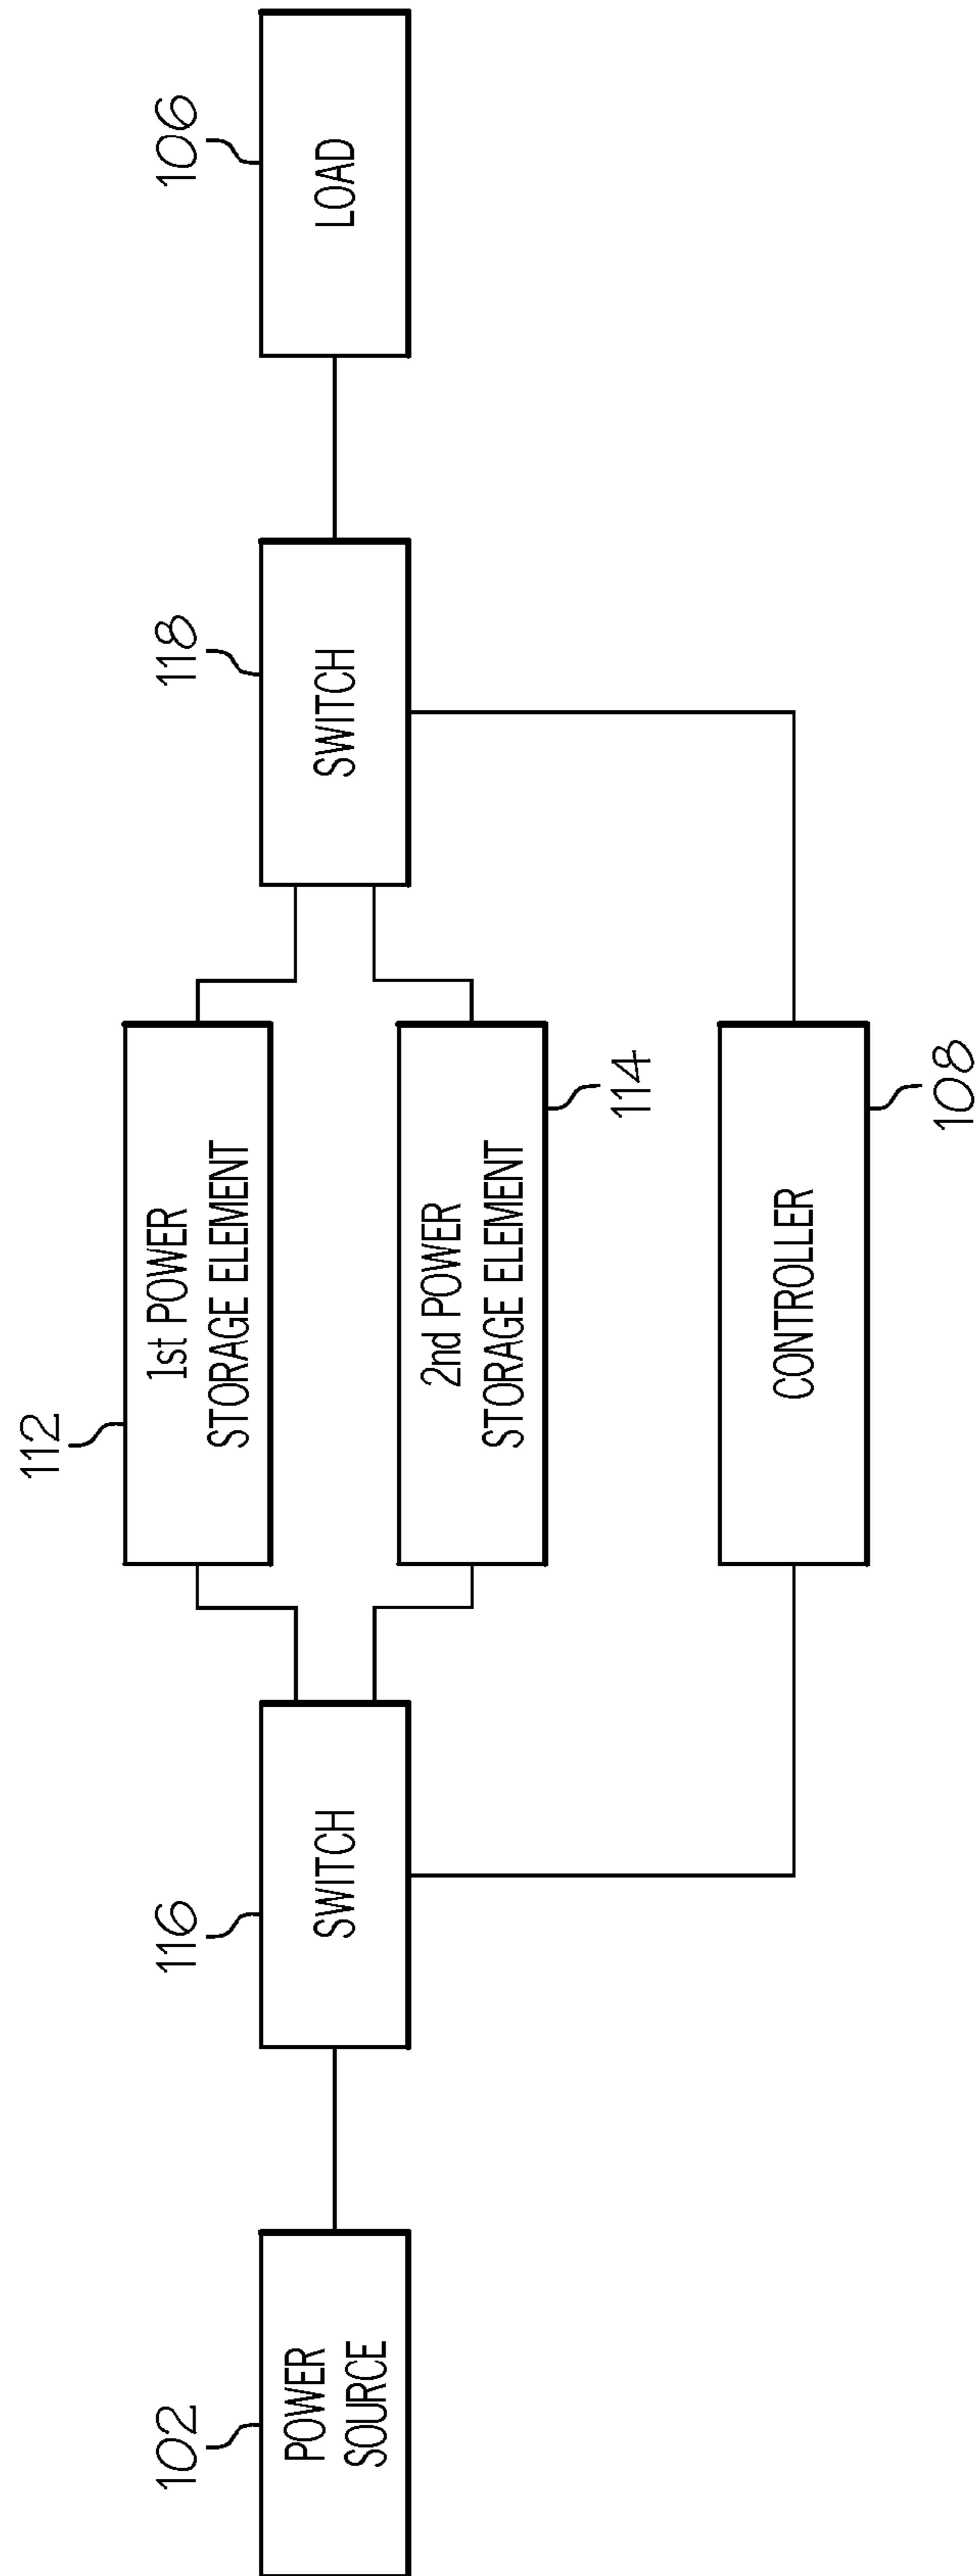 112
1st POWER
STORAGE ELEMENT
102
POWER
SOURCE
116
SWITCH
118
SWITCH
106
LOAD
2nd POWER
STORAGE ELEMENT
114
CONTROLLER
108